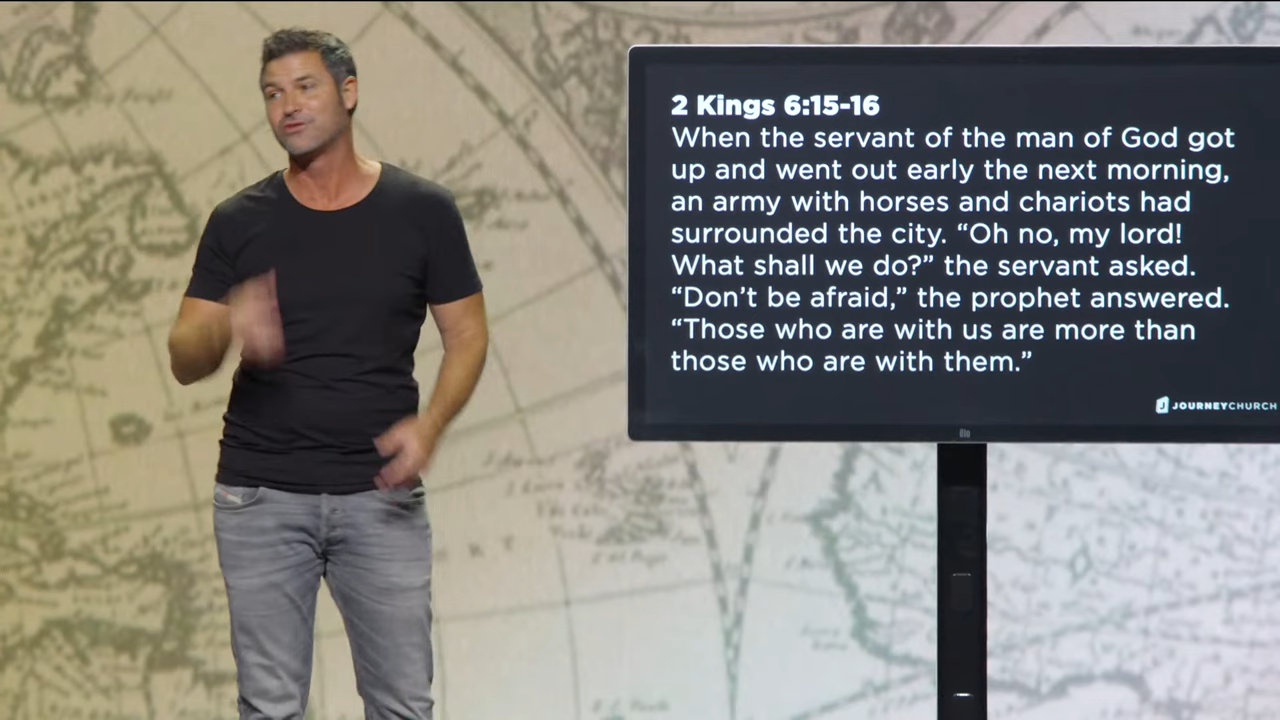 2 Kings 6:15-16
When the servant of the man of God got
up and went out early the next morning,
an army with horses and chariots had
surrounded the city. “Oh no, my lord!
What shall we do?” the servant asked.
“Don’t be afraid,” the prophet answered.
“Those who are with us are more than
those who are with them.”
JOURNEYCHURCH
elo